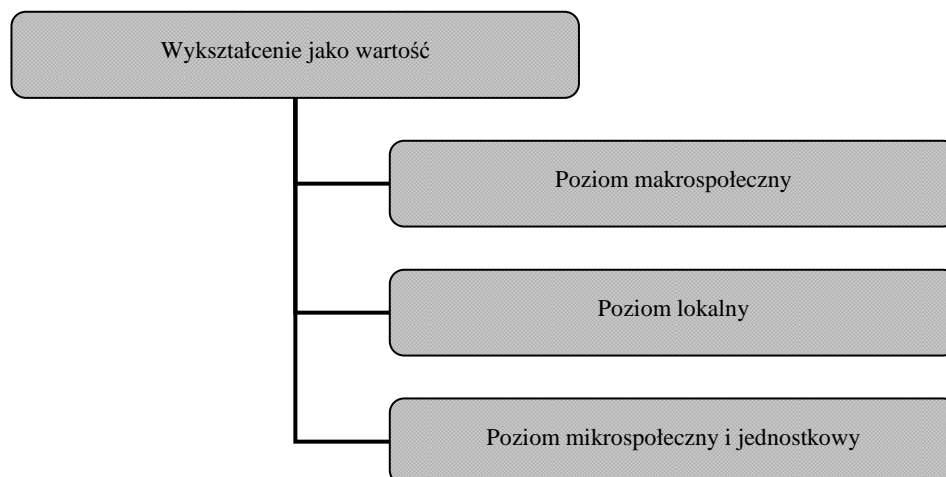 Wykształcenie jako wartość
Poziom makrospołeczny
Poziom lokalny
Poziom mikrospołeczny i jednostkowy